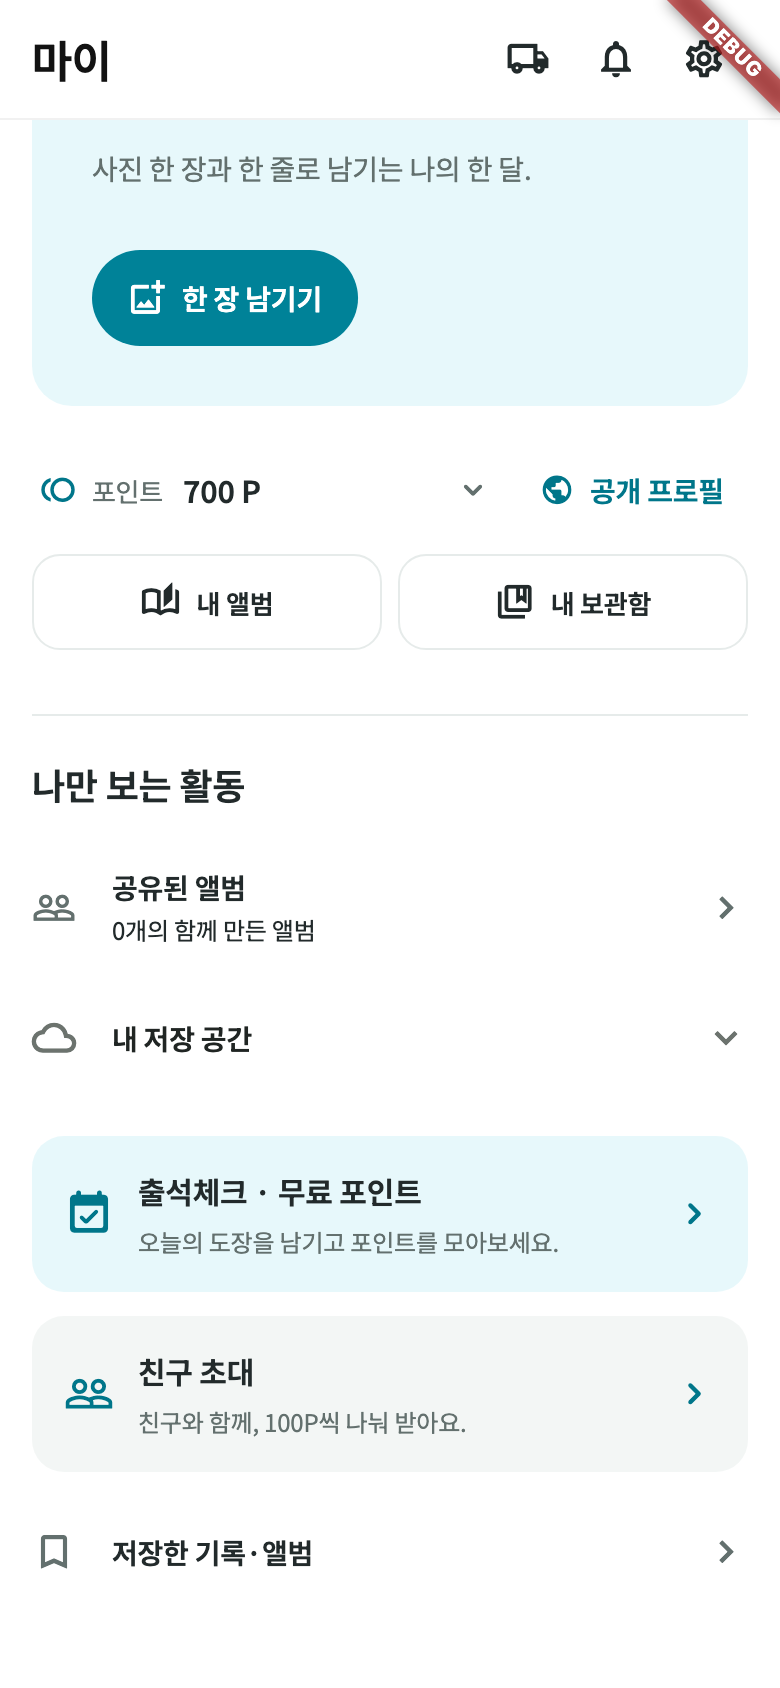 마이
DEBUG
사진 한 장과 한 줄로 남기는 나의 한 달.
한 장 남기기
포인트 700 P
공개 프로필
내 앨범
내 보관함
나만 보는 활동
공유된 앨범
0개의 함께 만든 앨범
내 저장 공간
출석체크 · 무료 포인트
오늘의 도장을 남기고 포인트를 모아보세요.
친구 초대
친구와 함께, 100P씩 나눠 받아요.
저장한 기록·앨범